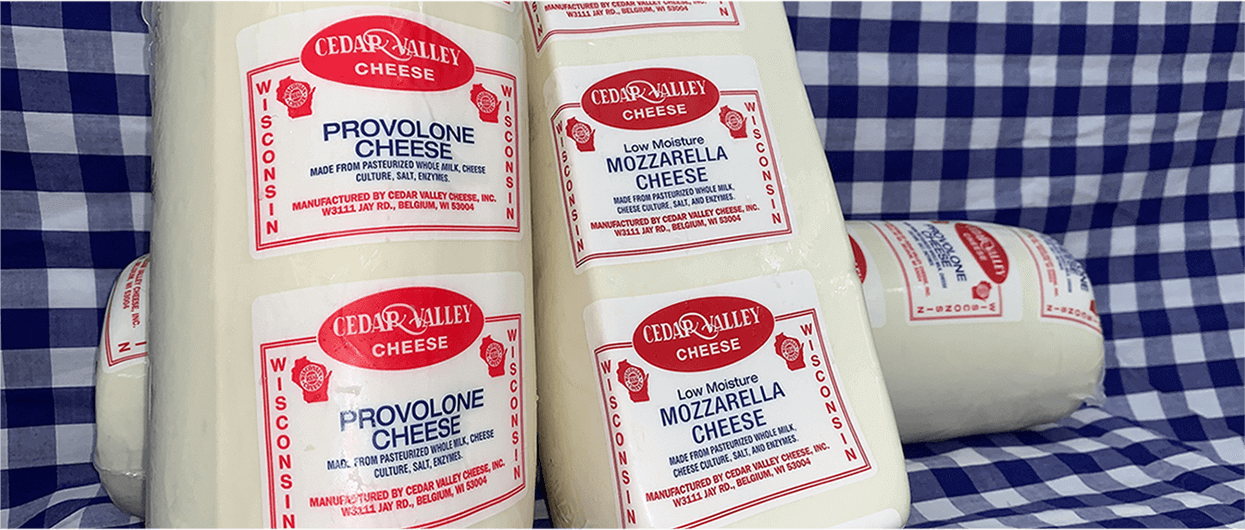 CEDAR VALLEY
CHEESE
WISCONSIN
WISCONSIN
PROVOLONE
CHEESE
MADE FROM PASTEURIZED WHOLE MILK, CHEESE
CULTURE, SALT, ENZYMES.
MANUFACTURED BY CEDAR VALLEY CHEESE, INC.
W3111 JAY RD., BELGIUM, WI 53004
CEDAR VALLEY
CHEESE
WISCONSIN
WISCONSIN
PROVOLONE
CHEESE
MADE FROM PASTEURIZED WHOLE MILK, CHEESE
CULTURE, SALT, ENZYMES.
MANUFACTURED BY CEDAR VALLEY CHEESE, INC.
W3111 JAY RD., BELGIUM, WI 53004
MANUFACTURED BY CEDAR VALLEY CHEESE, INC.
W3111 JAY RD., BELGIUM, WI 53004
CEDAR VALLEY
CHEESE
WISCONSIN
WISCONSIN
Low Moisture
MOZZARELLA
CHEESE
MADE FROM PASTEURIZED WHOLE MILK,
CHEESE CULTURE, SALT, AND ENZYMES.
MANUFACTURED BY CEDAR VALLEY CHEESE, INC.
W3111 JAY RD., BELGIUM, WI 53004
CEDAR VALLEY
CHEESE
WISCONSIN
WISCONSIN
Low Moisture
MOZZARELLA
CHEESE
MADE FROM PASTEURIZED WHOLE MILK,
CHEESE CULTURE, SALT, AND ENZYMES.
MANUFACTURED BY CEDAR VALLEY CHEESE, INC.
W3111 JAY RD., BELGIUM, WI 53004
CEDAR VALLEY
CHEESE
PROVOLONE
CHEESE
WISCONSIN